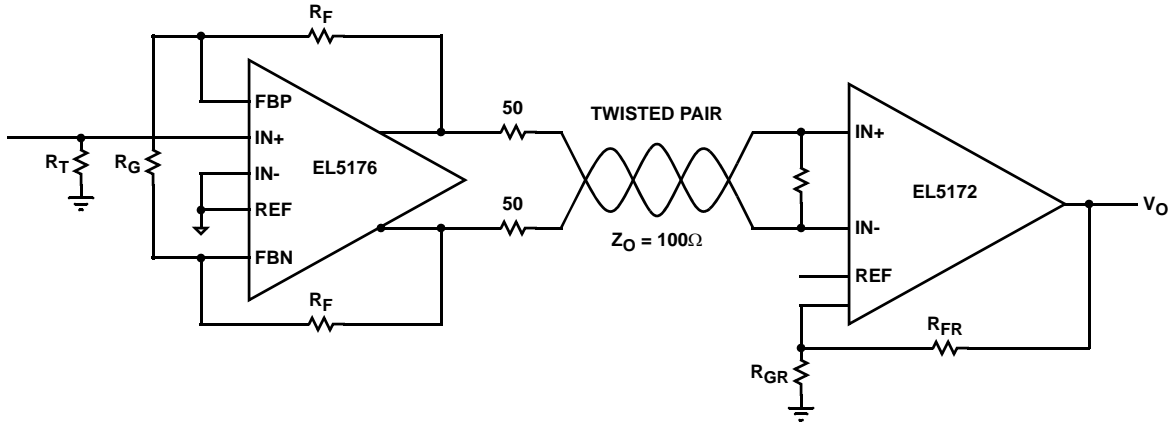 RF
FBP
IN+
RT
RG
IN-
EL5176
REF
FBN
RF
50
50
TWISTED PAIR
ZO = 100Ω
IN+
EL5172
IN-
REF
VO
RFR
RGR